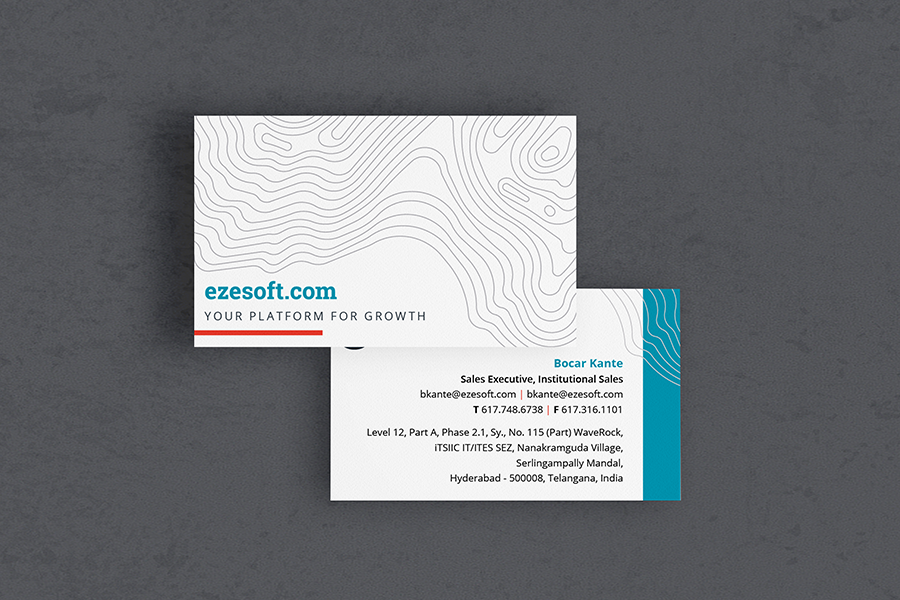 ezesoft.com
YOUR PLATFORM FOR GROWTH
Bocar Kante
Sales Executive, Institutional Sales
bkante@ezesoft.com | bkante@ezesoft.com
T 617.748.6738 | F 617.316.1101
Level 12, Part A, Phase 2.1, Sy., No. 115 (Part) WaveRock,
iTSIIC IT/ITES SEZ, Nanakramguda Village,
Serlingampally Mandal,
Hyderabad - 500008, Telangana, India